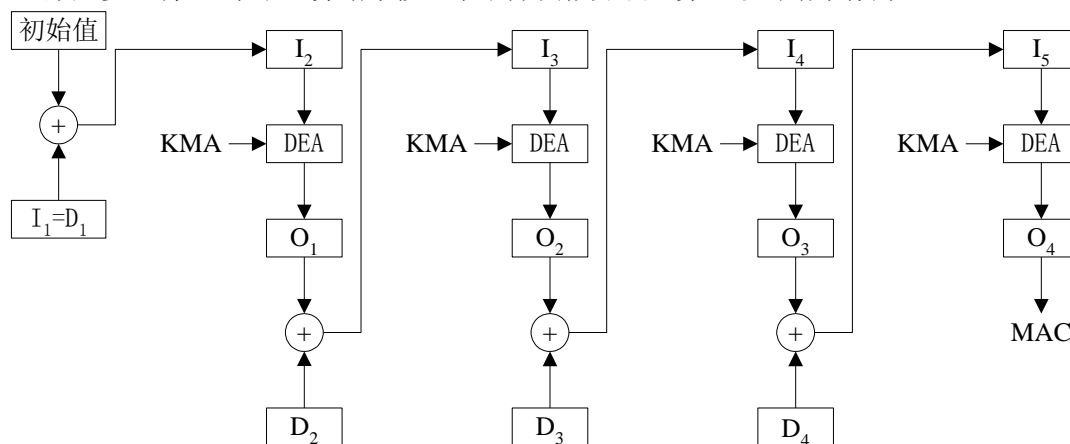 初始值
I₂
I₃
I₄
I₅
+
KMA
DEA
KMA
DEA
KMA
DEA
KMA
DEA
I₁=D₁
O₁
O₂
O₃
O₄
+
+
+
MAC
D₂
D₃
D₄